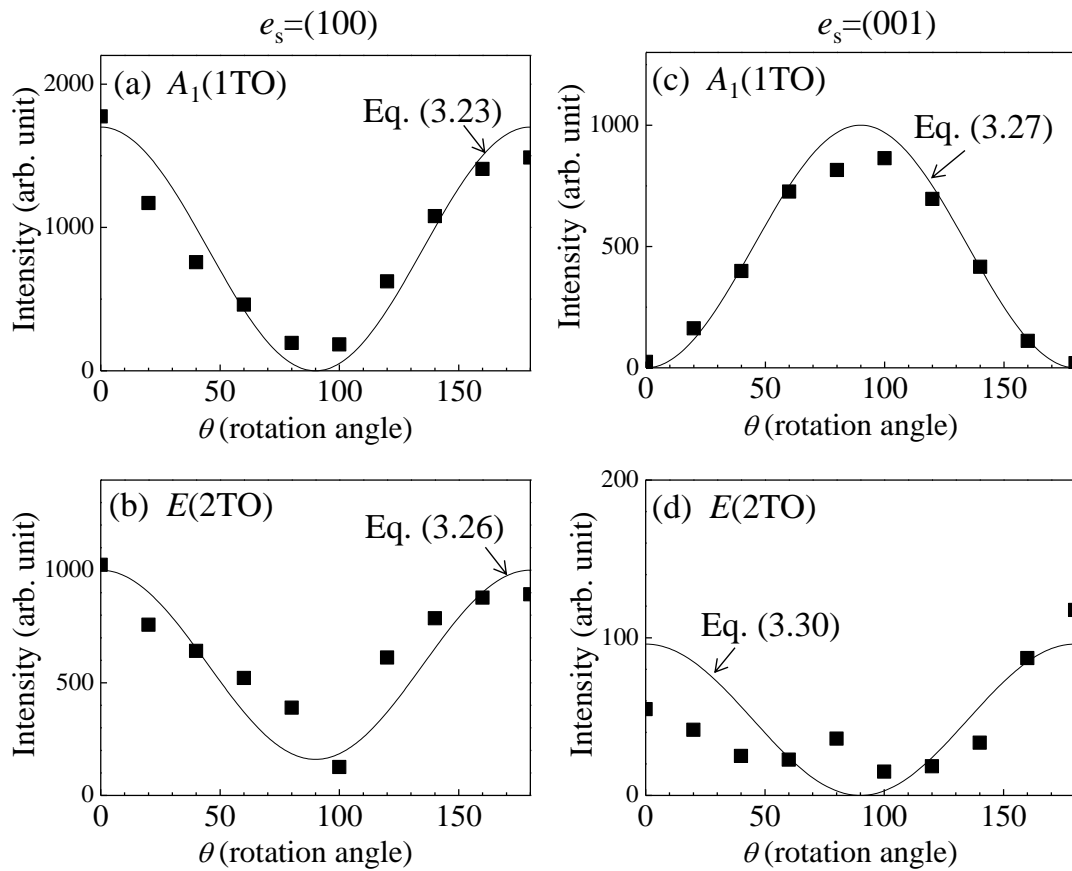 e_s=(100)
(a) A_1(1TO)
Eq. (3.23)
Intensity (arb. unit)
2000
1000
0
0 50 100 150
θ (rotation angle)
e_s=(001)
(c) A_1(1TO)
Eq. (3.27)
Intensity (arb. unit)
1000
500
0
0 50 100 150
θ (rotation angle)
(b) E(2TO)
Eq. (3.26)
Intensity (arb. unit)
1000
500
0
0 50 100 150
θ (rotation angle)
(d) E(2TO)
Eq. (3.30)
Intensity (arb. unit)
200
100
0
0 50 100 150
θ (rotation angle)